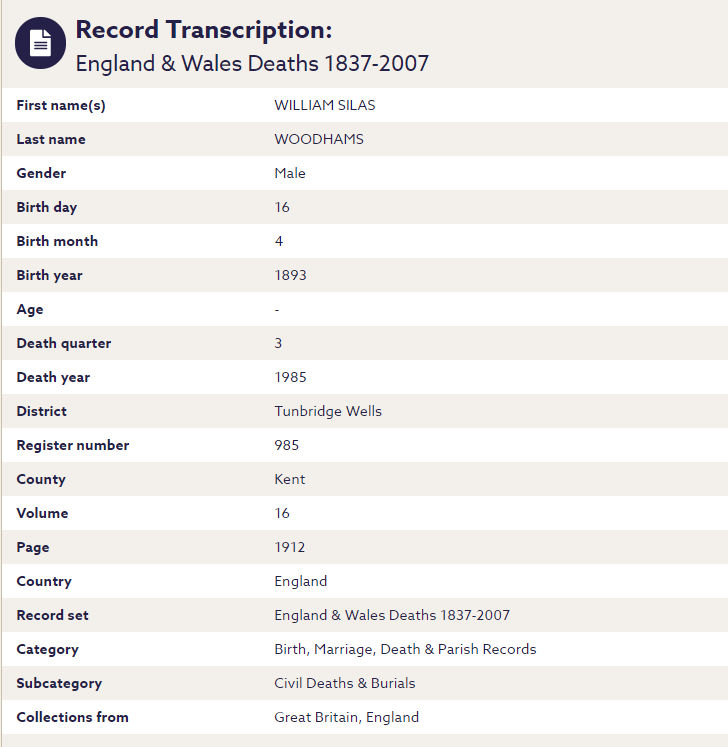 Record Transcription:
England & Wales Deaths 1837-2007
First name(s) WILLIAM SILAS
Last name WOODHAMS
Gender Male
Birth day 16
Birth month 4
Birth year 1893
Age -
Death quarter 3
Death year 1985
District Tunbridge Wells
Register number 985
County Kent
Volume 16
Page 1912
Country England
Record set England & Wales Deaths 1837-2007
Category Birth, Marriage, Death & Parish Records
Subcategory Civil Deaths & Burials
Collections from Great Britain, England